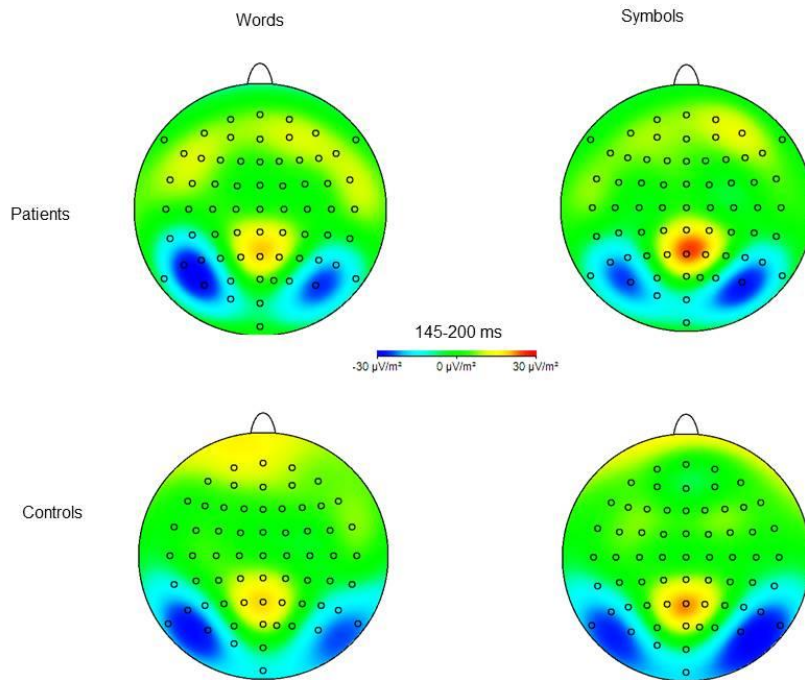 Words
Symbols
Patients
145-200 ms
-30 µV/m² 0 µV/m² 30 µV/m²
Controls